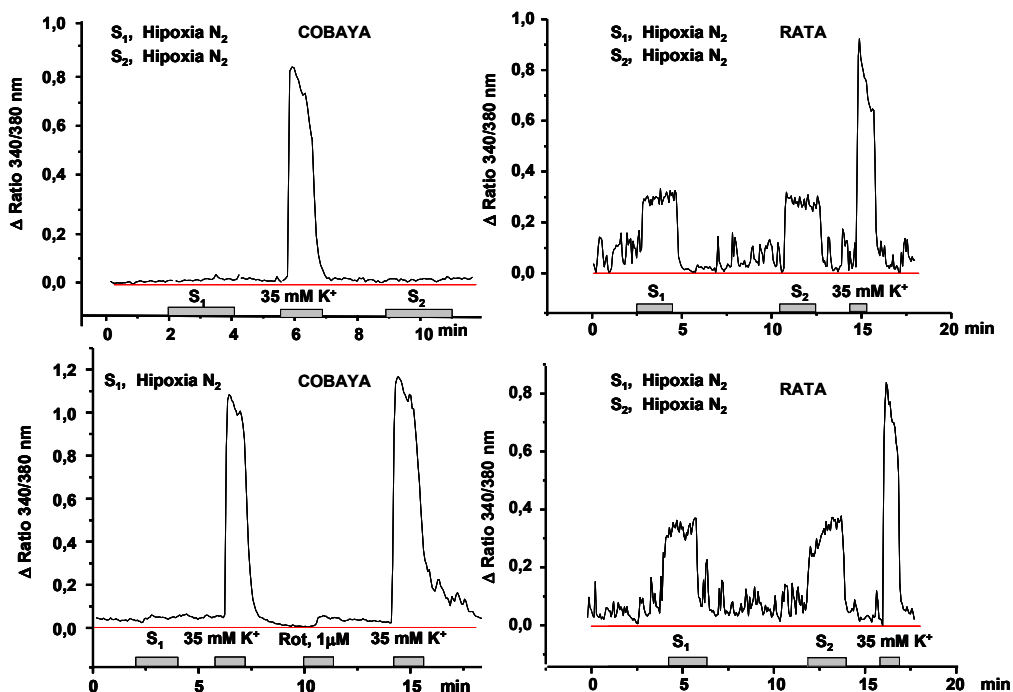 S₁, Hipoxia N₂
S₂, Hipoxia N₂
COBAYA
Δ Ratio 340/380 nm
1,0
0,8
0,6
0,4
0,2
0,0
S₁
35 mM K⁺
S₂
0 2 4 6 8 10 min
S₁, Hipoxia N₂
S₂, Hipoxia N₂
RATA
Δ Ratio 340/380 nm
1,0
0,8
0,6
0,4
0,2
0,0
S₁
S₂
35 mM K⁺
0 5 10 15 20 min
S₁, Hipoxia N₂
COBAYA
Δ Ratio 340/380 nm
1,2
1,0
0,8
0,6
0,4
0,2
0,0
S₁
35 mM K⁺
Rot, 1µM
35 mM K⁺
0 5 10 15 min
S₁, Hipoxia N₂
S₂, Hipoxia N₂
RATA
Δ Ratio 340/380 nm
0,8
0,6
0,4
0,2
0,0
S₁
S₂
35 mM K⁺
0 5 10 15 20 min